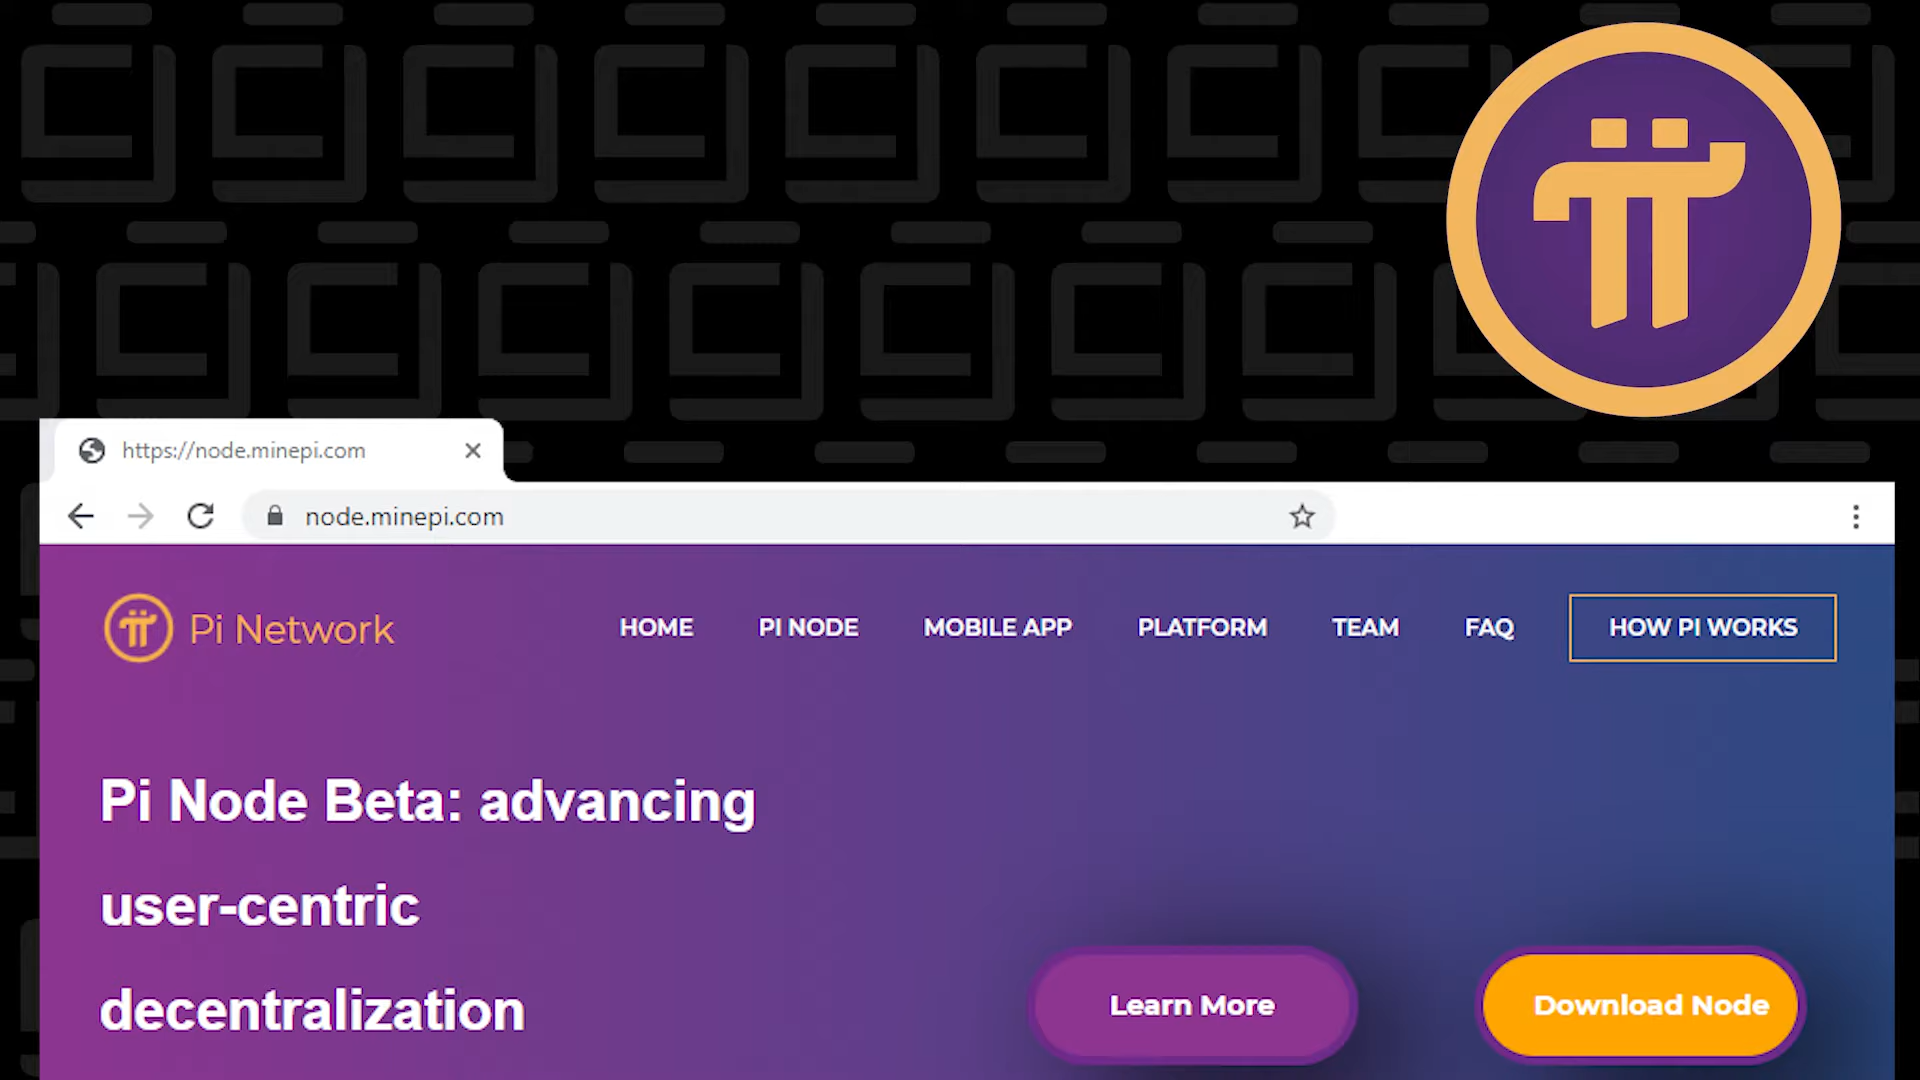 https://node.minepi.com
node.minepi.com
Pi Network
HOME
PI NODE
MOBILE APP
PLATFORM
TEAM
FAQ
HOW PI WORKS
Pi Node Beta: advancing
user-centric
decentralization
Learn More
Download Node